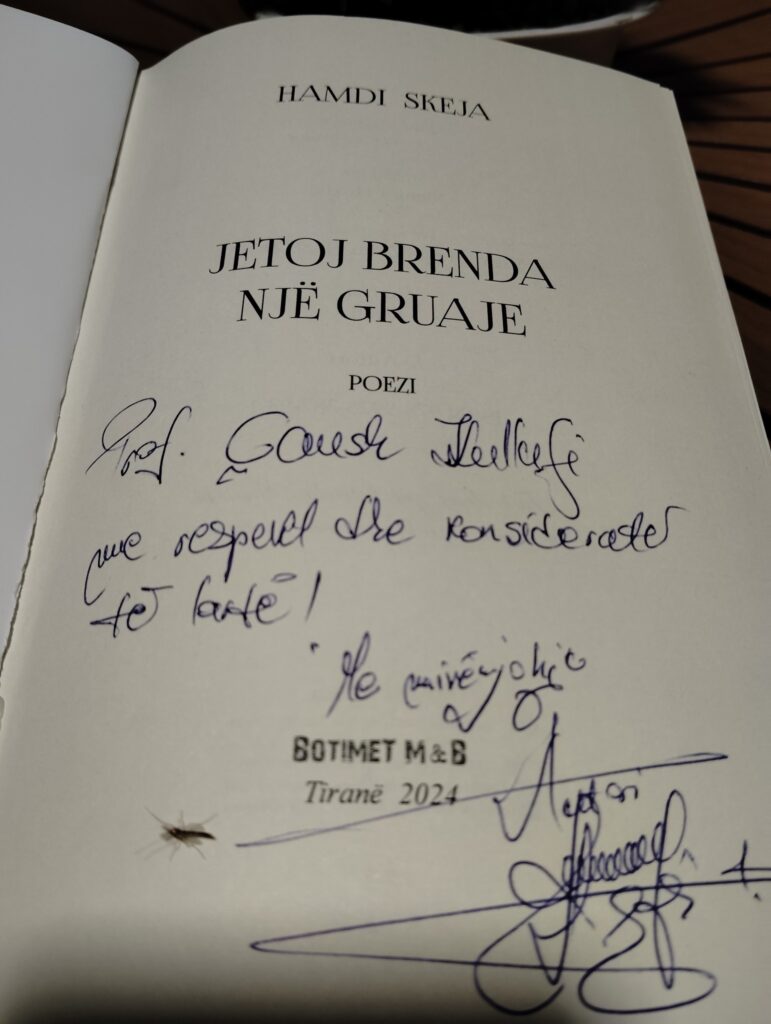 HAMDI SKEJA
JETOJ BRENDA
NJË GRUAJE
POEZI
Prof.
me respekt dhe konsideratë
të lartë!
Me mirënjohje
BOTIMET M&B
Tiranë 2024
Autori